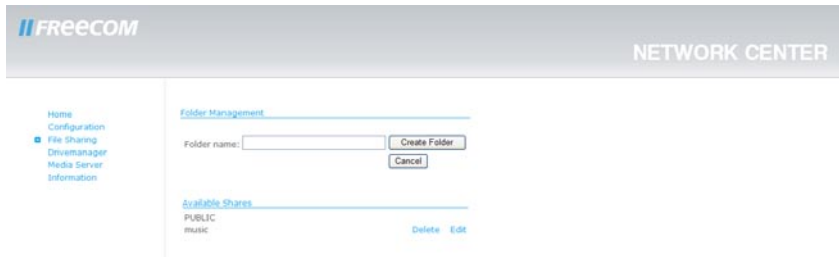 FREECOM
NETWORK CENTER
Home
Configuration
File Sharing
Drivemanager
Media Server
Information
Folder Management
Folder name:
Create Folder
Cancel
Available Shares
PUBLIC
music
Delete Edit